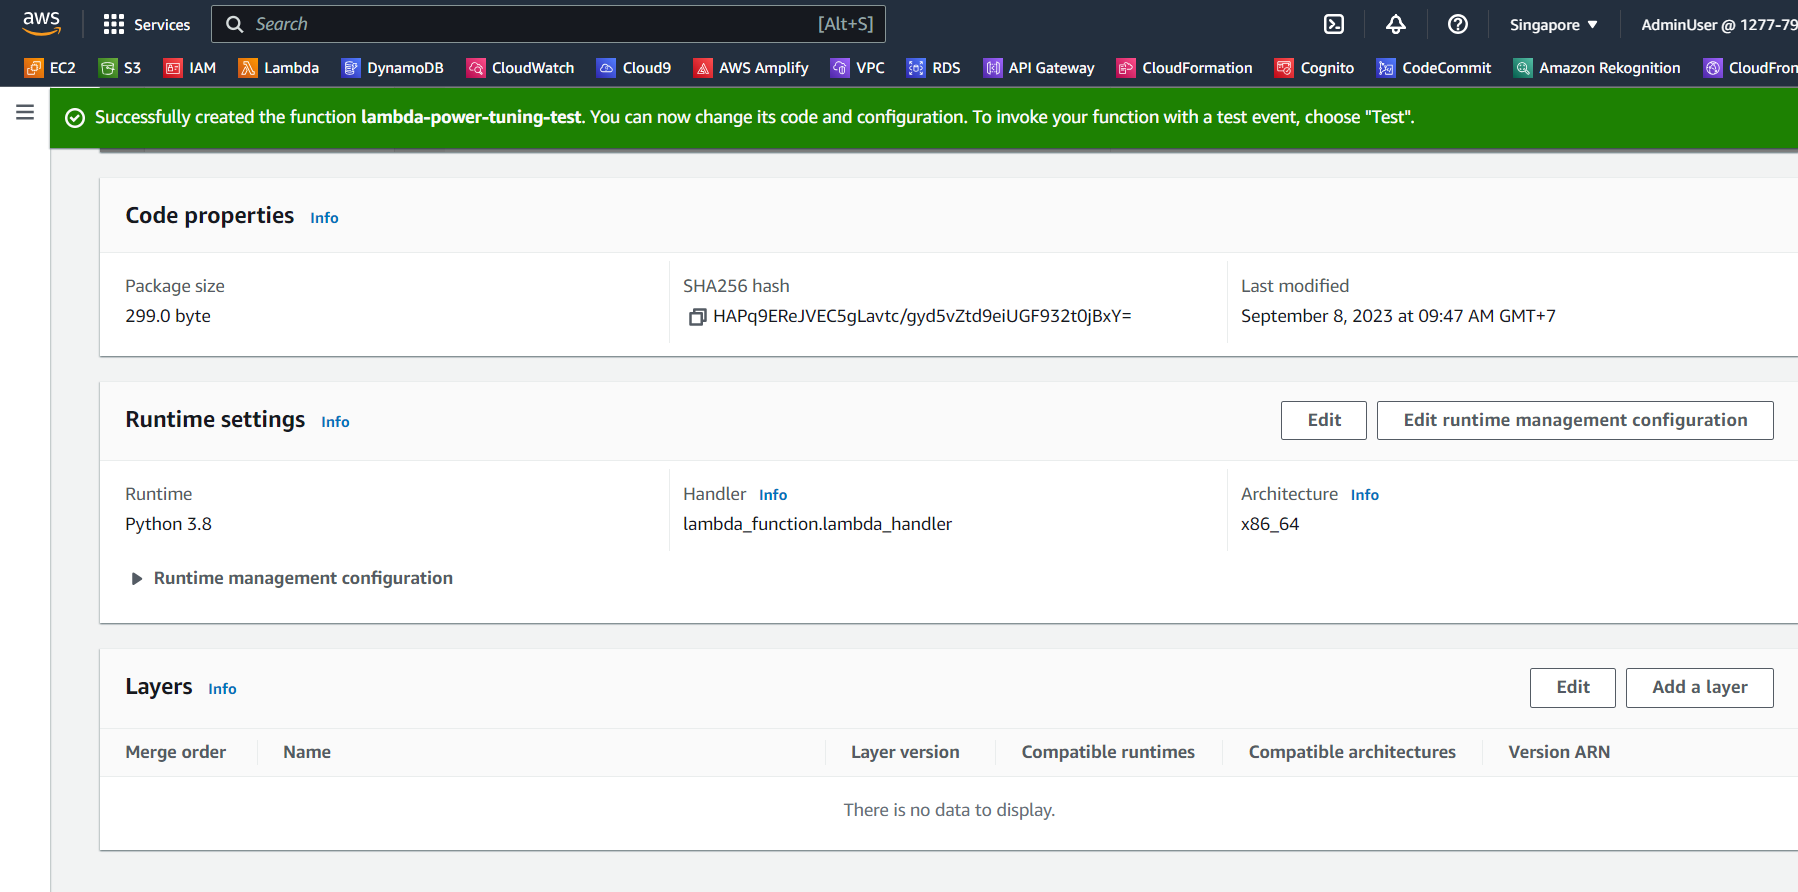 aws Services Search [Alt+S] Singapore ▼ AdminUser @ 1277-79
EC2 S3 IAM Lambda DynamoDB CloudWatch Cloud9 AWS Amplify VPC RDS API Gateway CloudFormation Cognito CodeCommit Amazon Rekognition CloudFron
Successfully created the function lambda-power-tuning-test. You can now change its code and configuration. To invoke your function with a test event, choose "Test".
Code properties Info
Package size SHA256 hash Last modified
299.0 byte HAPq9EReJVEC5gLavtc/gyd5vZtd9eiUGF932t0jBxY= September 8, 2023 at 09:47 AM GMT+7
Runtime settings Info Edit Edit runtime management configuration
Runtime Handler Info Architecture Info
Python 3.8 lambda_function.lambda_handler x86_64
Runtime management configuration
Layers Info Edit Add a layer
Merge order Name Layer version Compatible runtimes Compatible architectures Version ARN
There is no data to display.